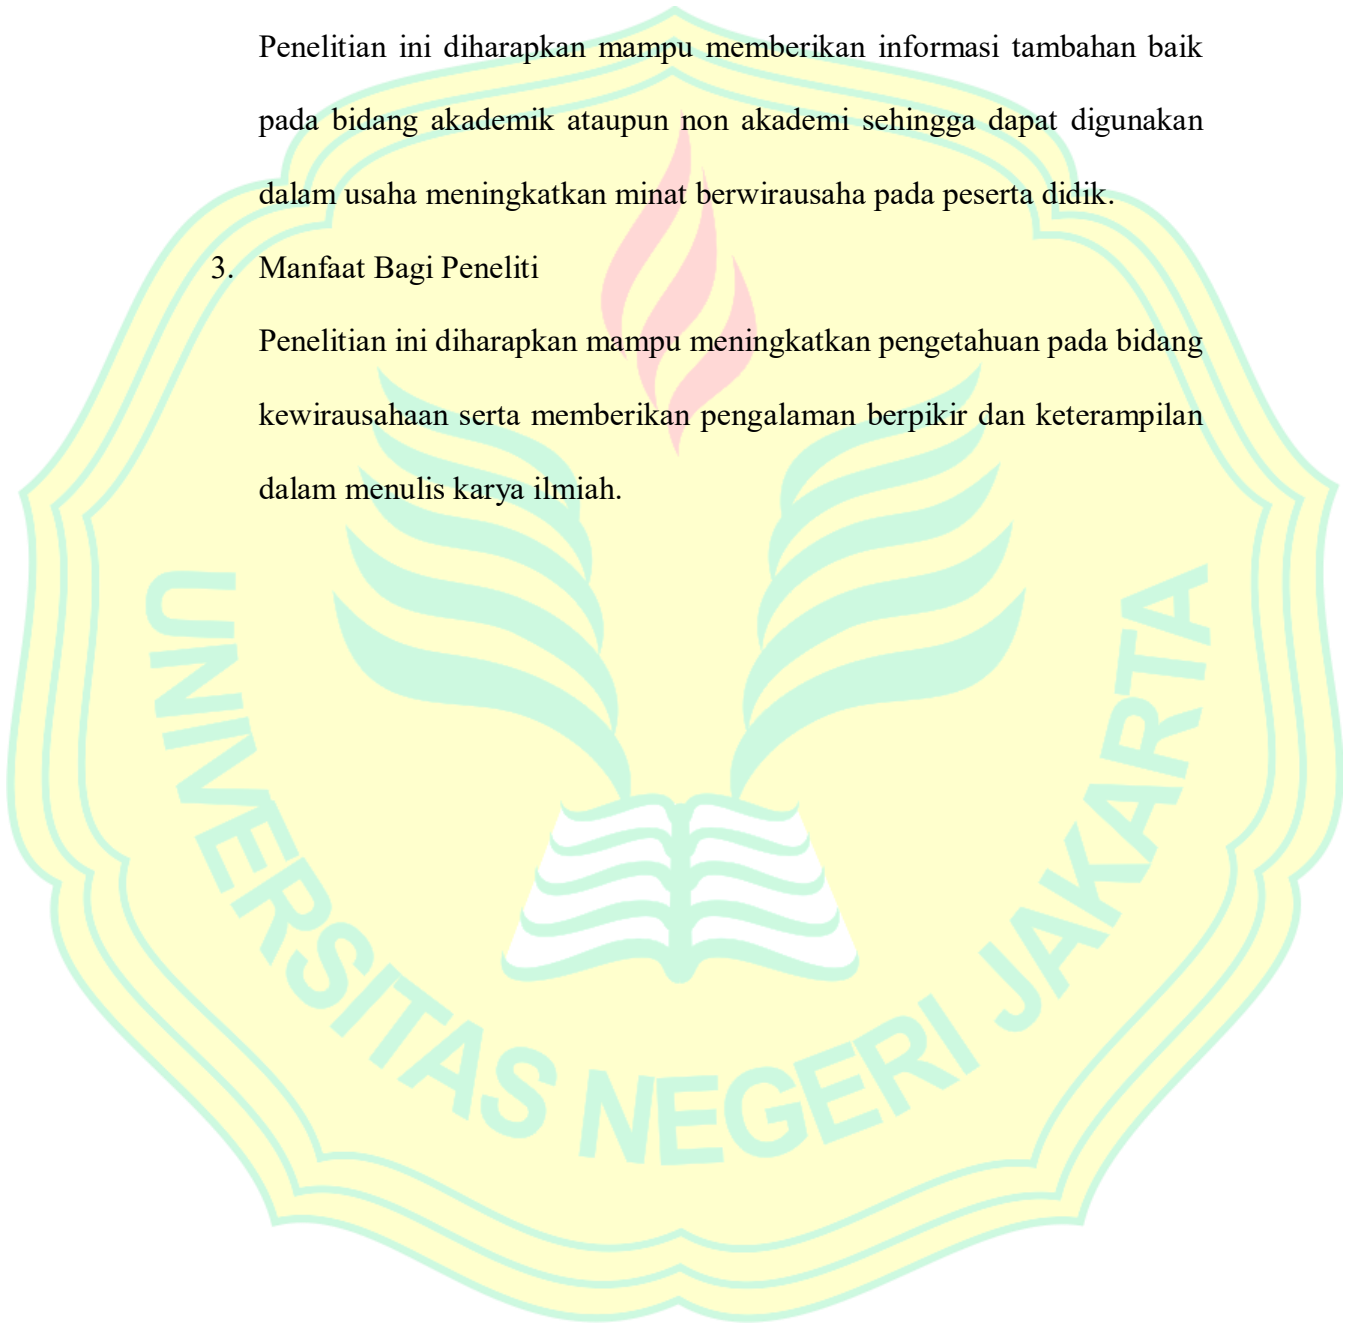 Penelitian ini diharapkan mampu memberikan informasi tambahan baik
pada bidang akademik ataupun non akademi sehingga dapat digunakan
dalam usaha meningkatkan minat berwirausaha pada peserta didik.
3. Manfaat Bagi Peneliti
Penelitian ini diharapkan mampu meningkatkan pengetahuan pada bidang
kewirausahaan serta memberikan pengalaman berpikir dan keterampilan
dalam menulis karya ilmiah.
UNIVERSITAS NEGERI JAKARTA